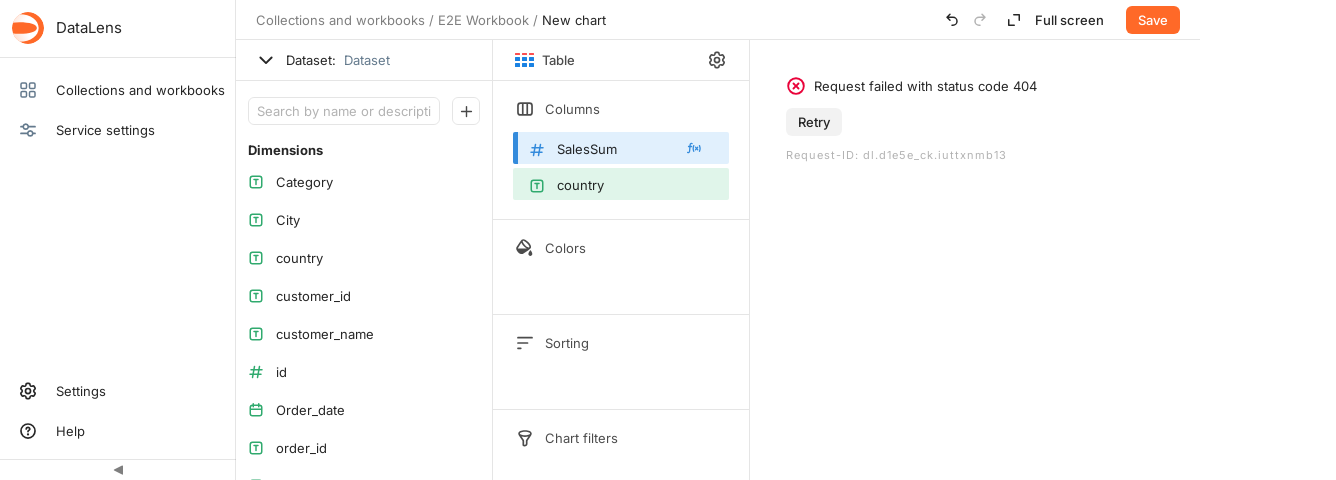 DataLens
Collections and workbooks
Service settings
Settings
Help
Collections and workbooks / E2E Workbook / New chart
Full screen
Save
Dataset: Dataset
Search by name or descripti
Dimensions
Category
City
country
customer_id
customer_name
id
Order_date
order_id
Table
Columns
SalesSum
country
Colors
Sorting
Chart filters
Request failed with status code 404
Retry
Request-ID: dl.d1e5e_ck.iuttxnmb13